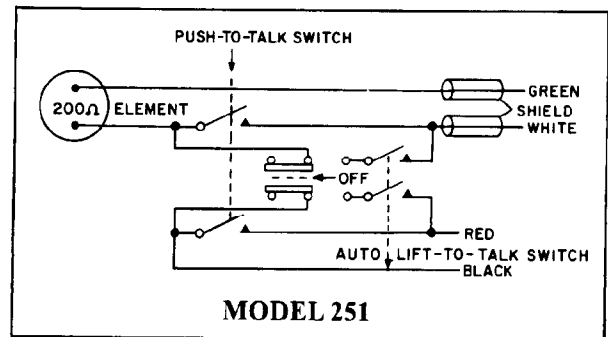 PUSH-TO-TALK SWITCH
GREEN
200Ω ELEMENT
SHIELD
WHITE
OFF
RED
AUTO LIFT-TO-TALK SWITCH
BLACK
MODEL 251